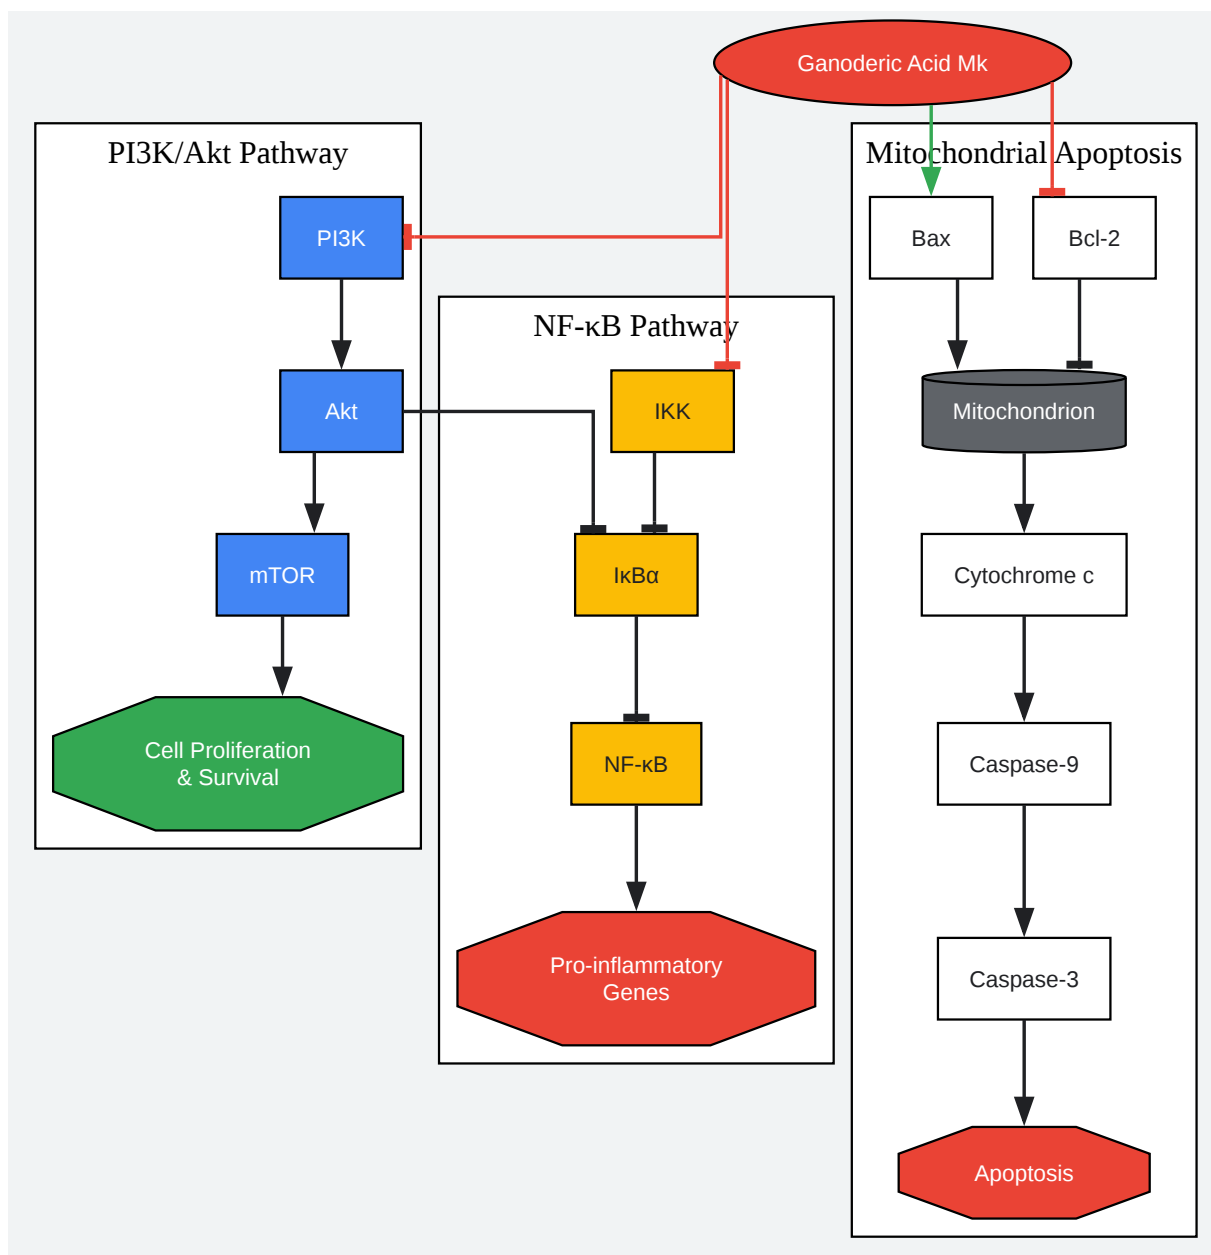 Ganoderic Acid Mk
PI3K/Akt Pathway
PI3K
Akt
mTOR
Cell Proliferation
& Survival
NF-κB Pathway
IKK
IκBα
NF-κB
Pro-inflammatory
Genes
Mitochondrial Apoptosis
Bax
Bcl-2
Mitochondrion
Cytochrome c
Caspase-9
Caspase-3
Apoptosis